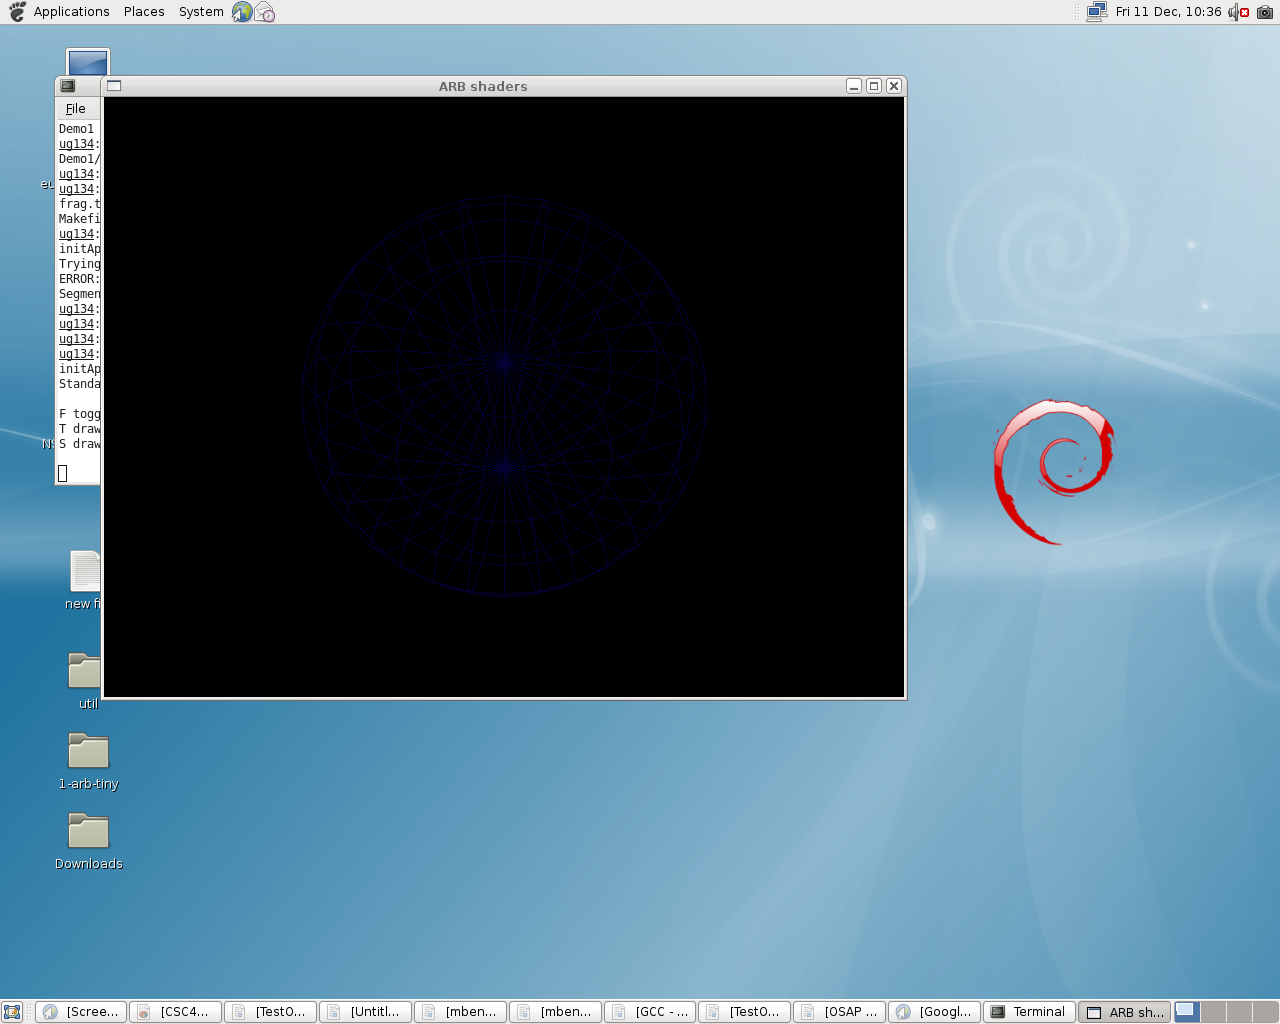 Applications Places System Fri 11 Dec, 10:36
ARB shaders
File
Demo1
ug134:
Demo1/
ug134:
ug134:
frag.t
Makefi
ug134:
initAp
Trying
ERROR:
Segmen
ug134:
ug134:
ug134:
ug134:
initAp
Standa
F togg
T draw
S draw
new fi
util
1-arb-tiny
Downloads
[Scree... [CSC4... [TestO... [Untitl... [mben... [mben... [GCC - ... [TestO... [OSAP ... [Googl... Terminal ARB sh...